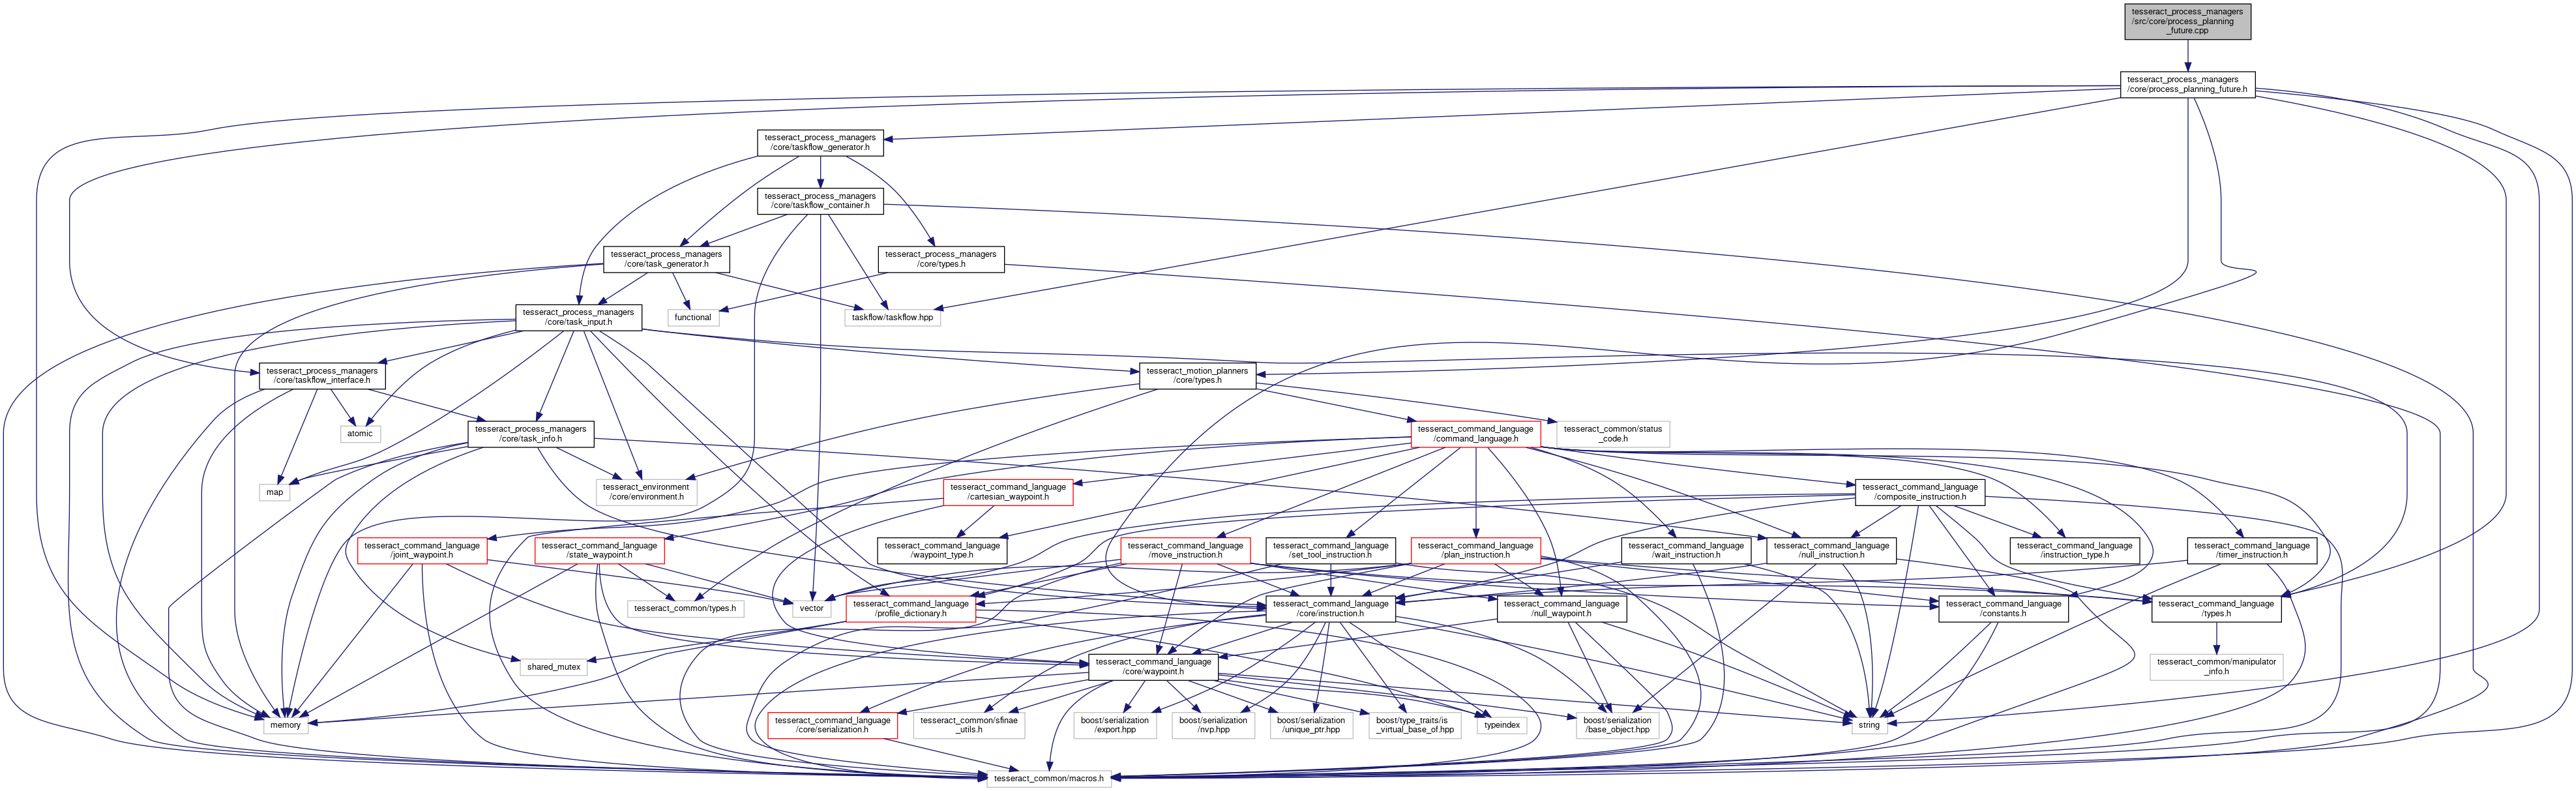 tesseract_process_managers
/src/core/process_planning
_future.cpp
tesseract_process_managers
/core/process_planning_future.h
tesseract_process_managers
/core/taskflow_generator.h
tesseract_process_managers
/core/taskflow_container.h
tesseract_process_managers
/core/task_generator.h
tesseract_process_managers
/core/types.h
tesseract_process_managers
/core/task_input.h
functional
taskflow/taskflow.hpp
tesseract_process_managers
/core/taskflow_interface.h
tesseract_motion_planners
/core/types.h
atomic
tesseract_process_managers
/core/task_info.h
tesseract_command_language
/command_language.h
tesseract_common/status
_code.h
map
tesseract_environment
/core/environment.h
tesseract_command_language
/cartesian_waypoint.h
tesseract_command_language
/composite_instruction.h
tesseract_command_language
/joint_waypoint.h
tesseract_command_language
/state_waypoint.h
tesseract_command_language
/waypoint_type.h
tesseract_command_language
/move_instruction.h
tesseract_command_language
/set_tool_instruction.h
tesseract_command_language
/plan_instruction.h
tesseract_command_language
/wait_instruction.h
tesseract_command_language
/null_instruction.h
tesseract_command_language
/instruction_type.h
tesseract_command_language
/timer_instruction.h
tesseract_common/types.h
vector
tesseract_command_language
/profile_dictionary.h
tesseract_command_language
/core/instruction.h
tesseract_command_language
/null_waypoint.h
tesseract_command_language
/constants.h
tesseract_command_language
/types.h
shared_mutex
tesseract_command_language
/core/waypoint.h
tesseract_common/manipulator
_info.h
memory
tesseract_command_language
/core/serialization.h
tesseract_common/sfinae
_utils.h
boost/serialization
/export.hpp
boost/serialization
/nvp.hpp
boost/serialization
/unique_ptr.hpp
boost/type_traits/is
_virtual_base_of.hpp
typeindex
boost/serialization
/base_object.hpp
string
tesseract_common/macros.h